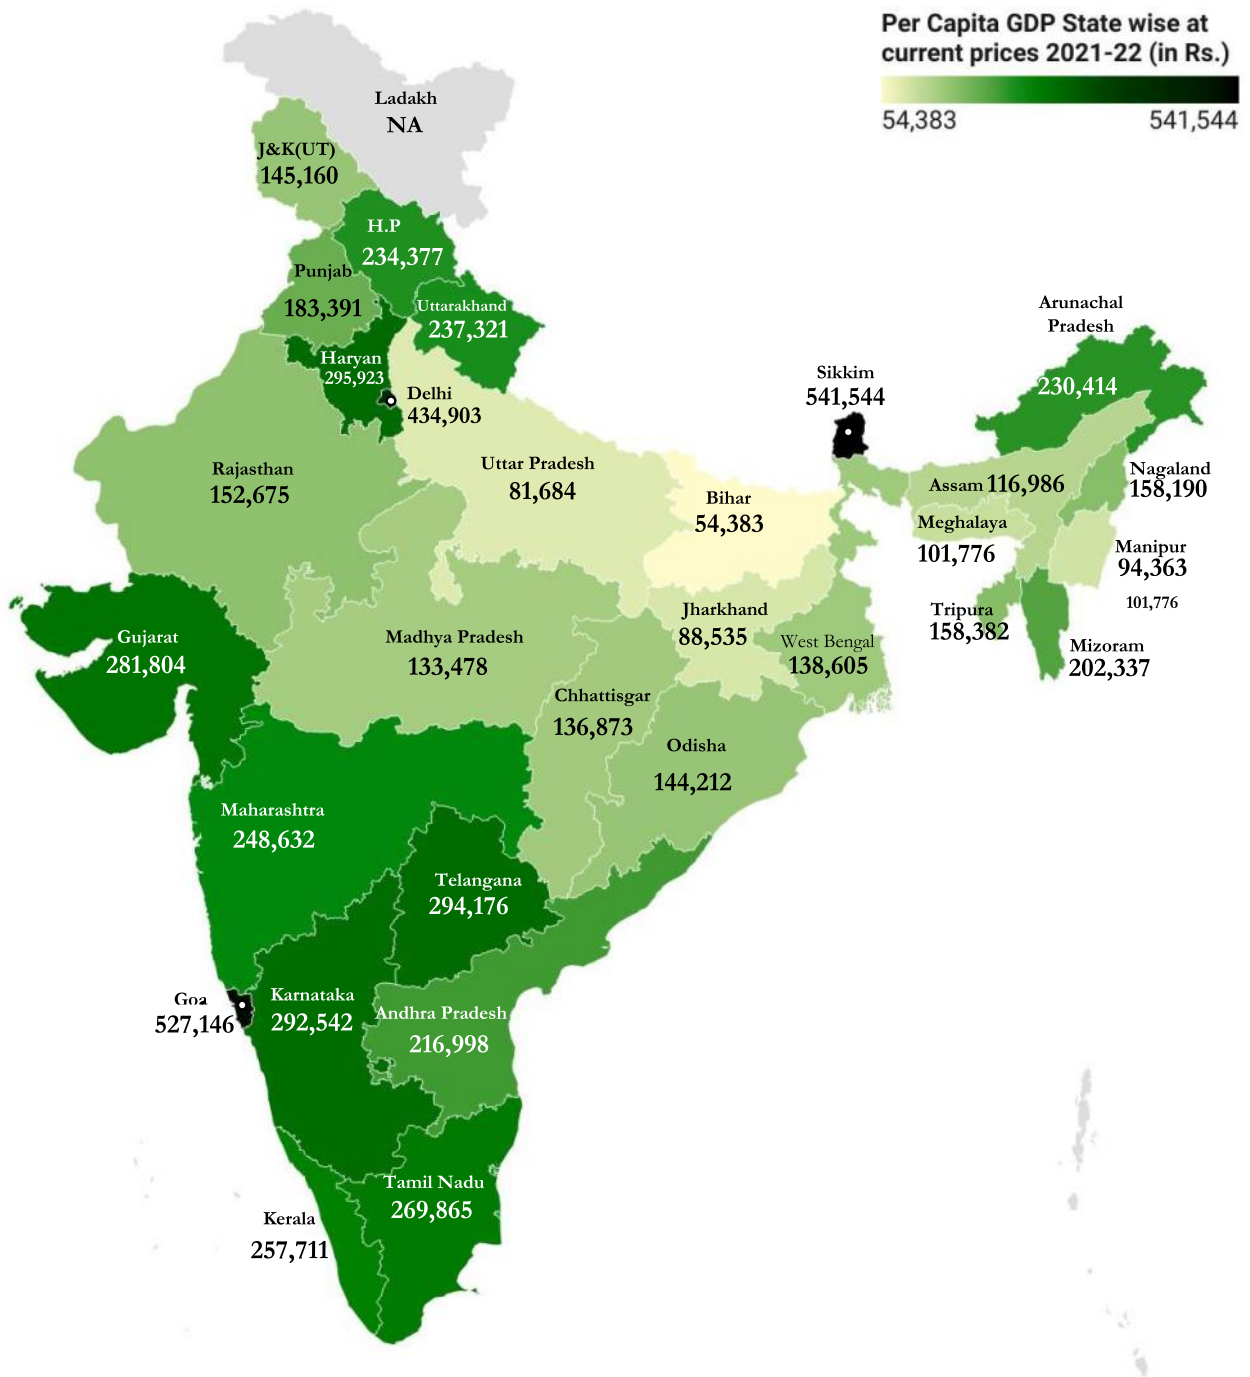 Per Capita GDP State wise at
current prices 2021-22 (in Rs.)
54,383 541,544
Ladakh
NA
J&K(UT)
145,160
H.P
234,377
Punjab
183,391
Uttarakhand
237,321
Haryan
295,923
Delhi
434,903
Arunachal
Pradesh
230,414
Sikkim
541,544
Rajasthan
152,675
Uttar Pradesh
81,684
Bihar
54,383
Assam 116,986
Nagaland
158,190
Meghalaya
101,776
Manipur
94,363
101,776
Tripura
158,382
Mizoram
202,337
Gujarat
281,804
Madhya Pradesh
133,478
Jharkhand
88,535
West Bengal
138,605
Chhattisgar
136,873
Odisha
144,212
Maharashtra
248,632
Telangana
294,176
Goa
527,146
Karnataka
292,542
Andhra Pradesh
216,998
Tamil Nadu
269,865
Kerala
257,711